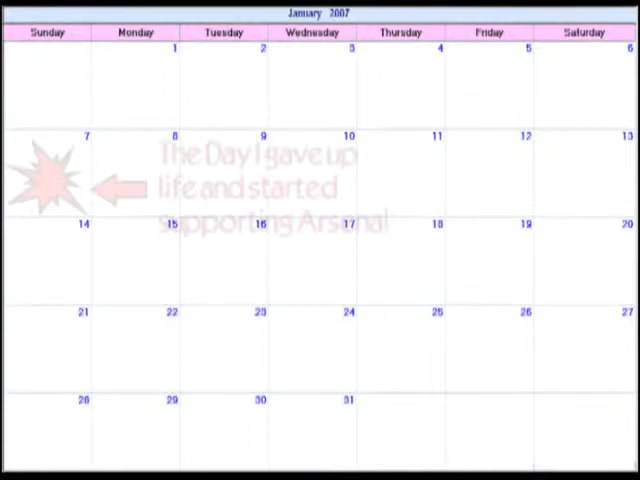 January 2007
Sunday Monday Tuesday Wednesday Thursday Friday Saturday
1 2 3 4 5 6
7 8 9 10 11 12 13
The Day I gave up
life and started
supporting Arsenal
14 15 16 17 18 19 20
21 22 23 24 25 26 27
28 29 30 31